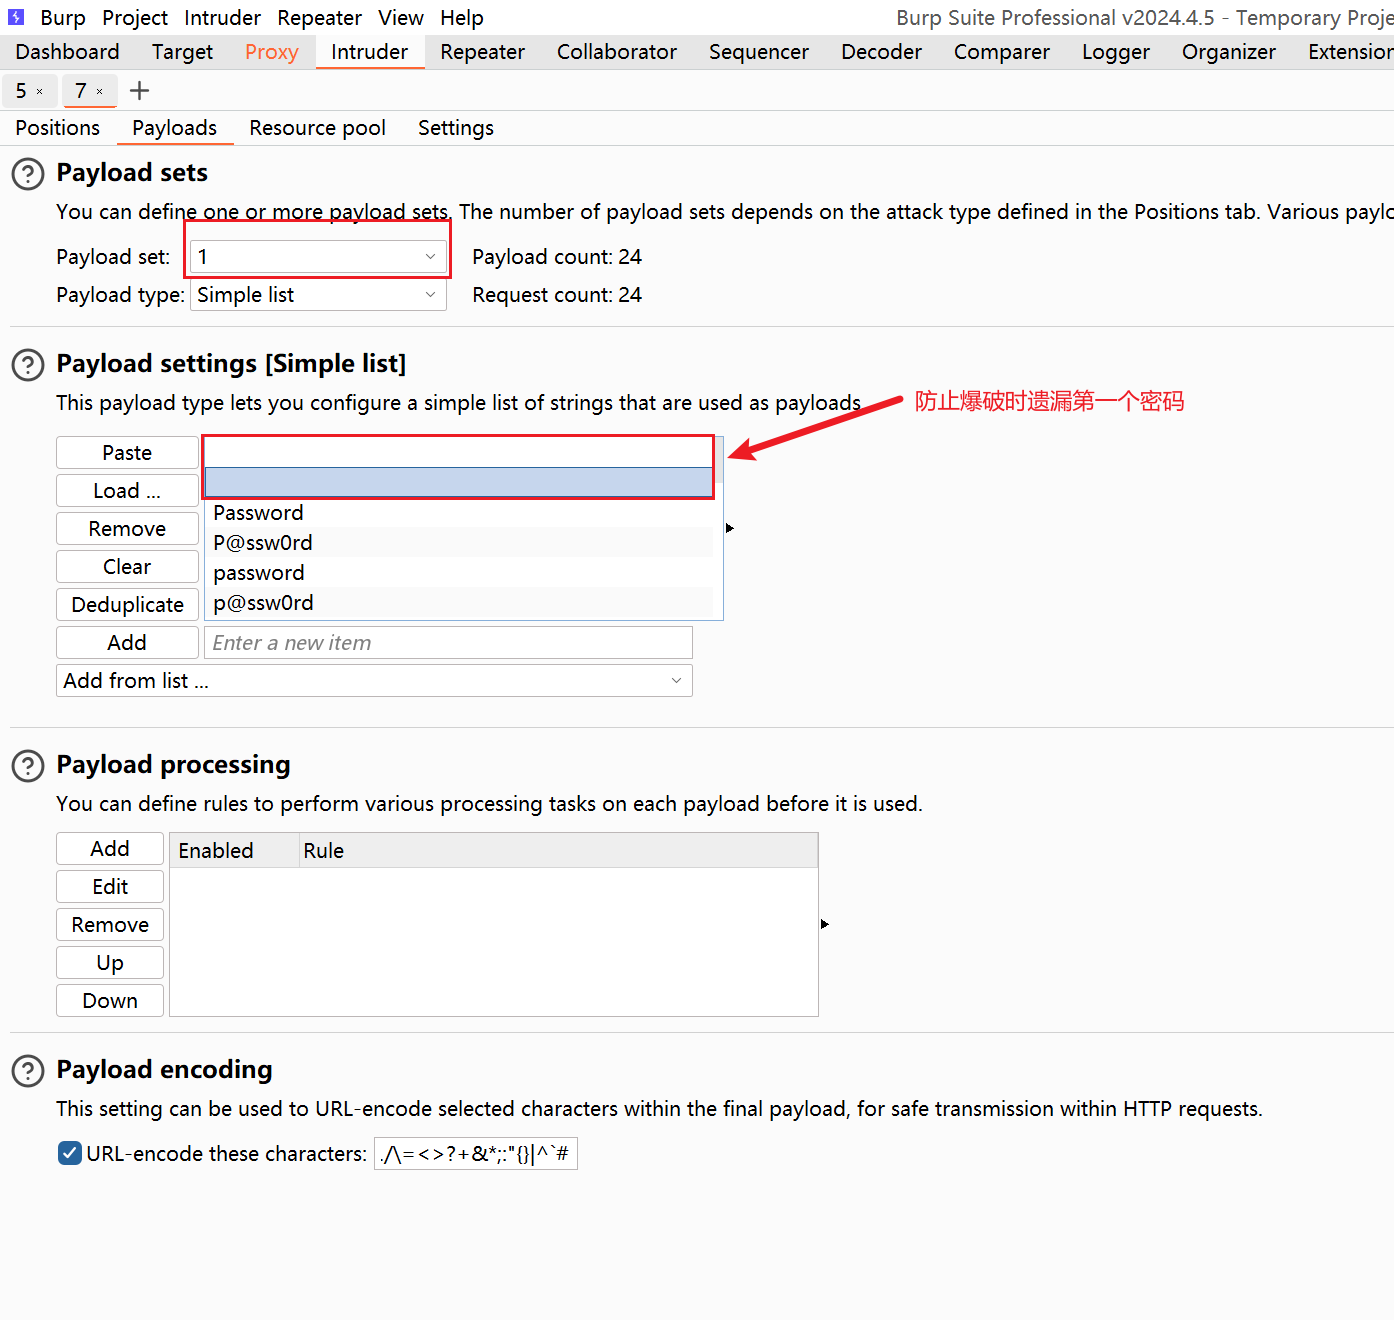 Burp Project Intruder Repeater View Help Burp Suite Professional v2024.4.5 - Temporary Proje
Dashboard Target Proxy Intruder Repeater Collaborator Sequencer Decoder Comparer Logger Organizer Extension
5 × 7 × +
Positions Payloads Resource pool Settings
Payload sets
You can define one or more payload sets. The number of payload sets depends on the attack type defined in the Positions tab. Various paylo
Payload set: 1 Payload count: 24
Payload type: Simple list Request count: 24
Payload settings [Simple list]
This payload type lets you configure a simple list of strings that are used as payloads
防止爆破时遗漏第一个密码
Paste
Load ...
Remove
Clear
Deduplicate
Password
P@ssw0rd
password
p@ssw0rd
Add Enter a new item
Add from list ...
Payload processing
You can define rules to perform various processing tasks on each payload before it is used.
Add
Edit
Remove
Up
Down
Enabled Rule
Payload encoding
This setting can be used to URL-encode selected characters within the final payload, for safe transmission within HTTP requests.
URL-encode these characters: ./\=<>?+&*;:"{}|^`#